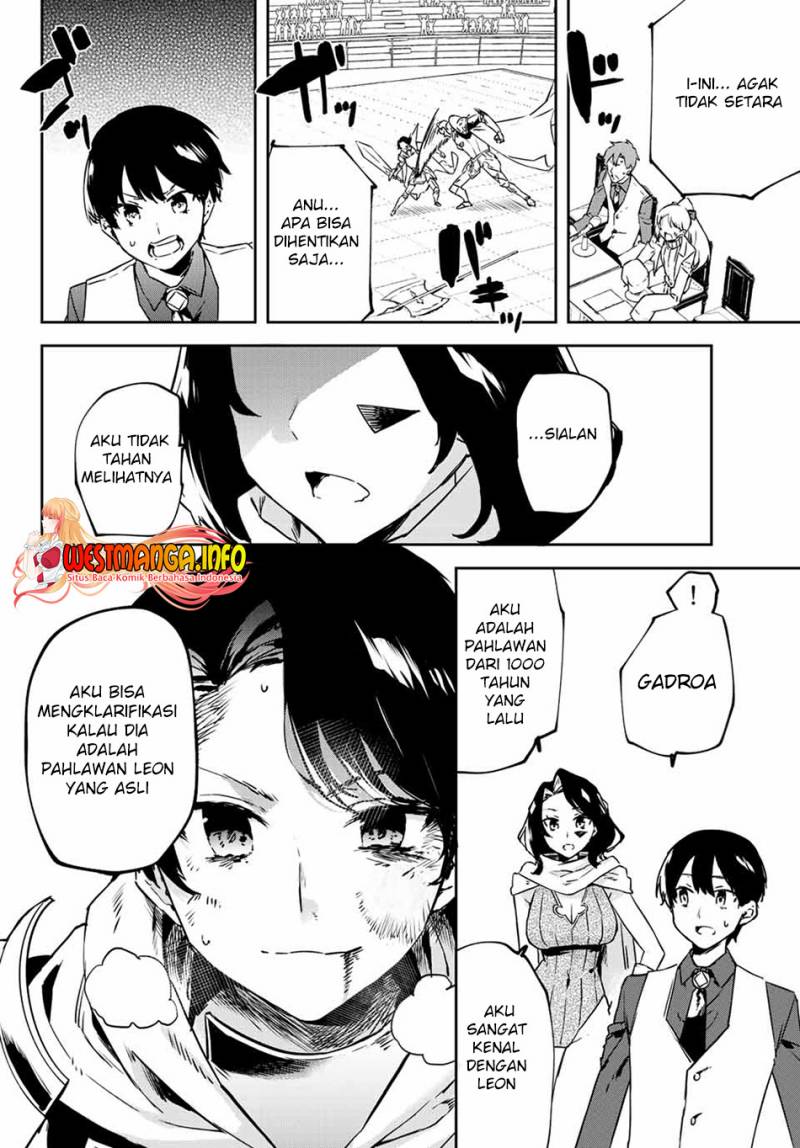 I-INI... AGAK
TIDAK SETARA
ANU...
APA BISA
DIHENTIKAN
SAJA...
...SIALAN
AKU TIDAK
TAHAN
MELIHATNYA
!
GADROA
AKU
ADALAH
PAHLAWAN
DARI 1000
TAHUN
YANG
LALU
AKU
SANGAT
KENAL
DENGAN
LEON
AKU BISA
MENGKLARIFIKASI
KALAU DIA
ADALAH
PAHLAWAN LEON
YANG ASLI
WESTMANGA.INFO
Situs Baca Komik Berbahasa Indonesia